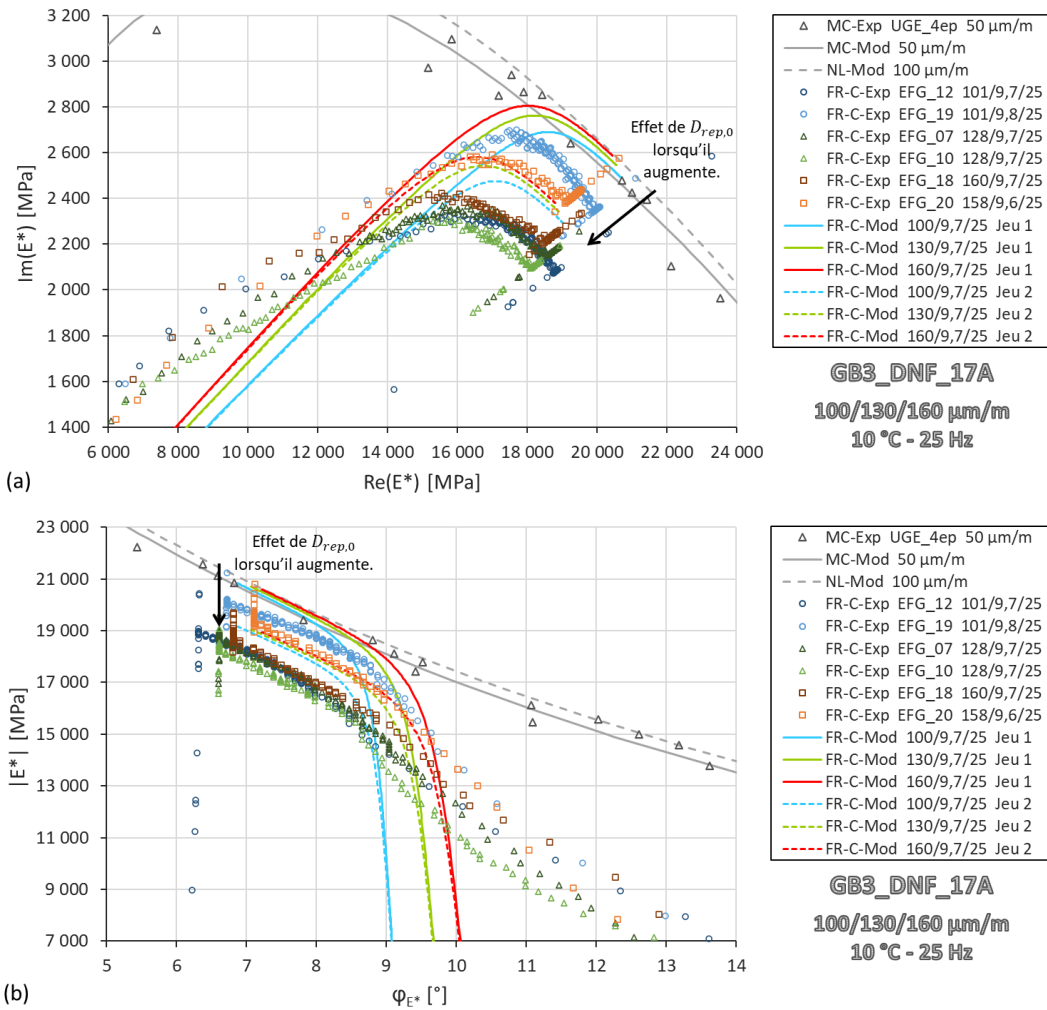 3 200
3 000
2 800
2 600
2 400
2 200
2 000
1 800
1 600
1 400
Im(E*) [MPa]
6 000 8 000 10 000 12 000 14 000 16 000 18 000 20 000 22 000 24 000
Re(E*) [MPa]
(a)
Effet de D_rep,0
lorsqu'il
augmente.
MC-Exp UGE_4ep 50 µm/m
MC-Mod 50 µm/m
NL-Mod 100 µm/m
FR-C-Exp EFG_12 101/9,7/25
FR-C-Exp EFG_19 101/9,8/25
FR-C-Exp EFG_07 128/9,7/25
FR-C-Exp EFG_10 128/9,7/25
FR-C-Exp EFG_18 160/9,7/25
FR-C-Exp EFG_20 158/9,6/25
FR-C-Mod 100/9,7/25 Jeu 1
FR-C-Mod 130/9,7/25 Jeu 1
FR-C-Mod 160/9,7/25 Jeu 1
FR-C-Mod 100/9,7/25 Jeu 2
FR-C-Mod 130/9,7/25 Jeu 2
FR-C-Mod 160/9,7/25 Jeu 2
GB3_DNF_17A
100/130/160 µm/m
10 °C - 25 Hz
23 000
21 000
19 000
17 000
15 000
13 000
11 000
9 000
7 000
|E*| [MPa]
5 6 7 8 9 10 11 12 13 14
φE* [°]
(b)
Effet de D_rep,0
lorsqu'il augmente.
MC-Exp UGE_4ep 50 µm/m
MC-Mod 50 µm/m
NL-Mod 100 µm/m
FR-C-Exp EFG_12 101/9,7/25
FR-C-Exp EFG_19 101/9,8/25
FR-C-Exp EFG_07 128/9,7/25
FR-C-Exp EFG_10 128/9,7/25
FR-C-Exp EFG_18 160/9,7/25
FR-C-Exp EFG_20 158/9,6/25
FR-C-Mod 100/9,7/25 Jeu 1
FR-C-Mod 130/9,7/25 Jeu 1
FR-C-Mod 160/9,7/25 Jeu 1
FR-C-Mod 100/9,7/25 Jeu 2
FR-C-Mod 130/9,7/25 Jeu 2
FR-C-Mod 160/9,7/25 Jeu 2
GB3_DNF_17A
100/130/160 µm/m
10 °C - 25 Hz